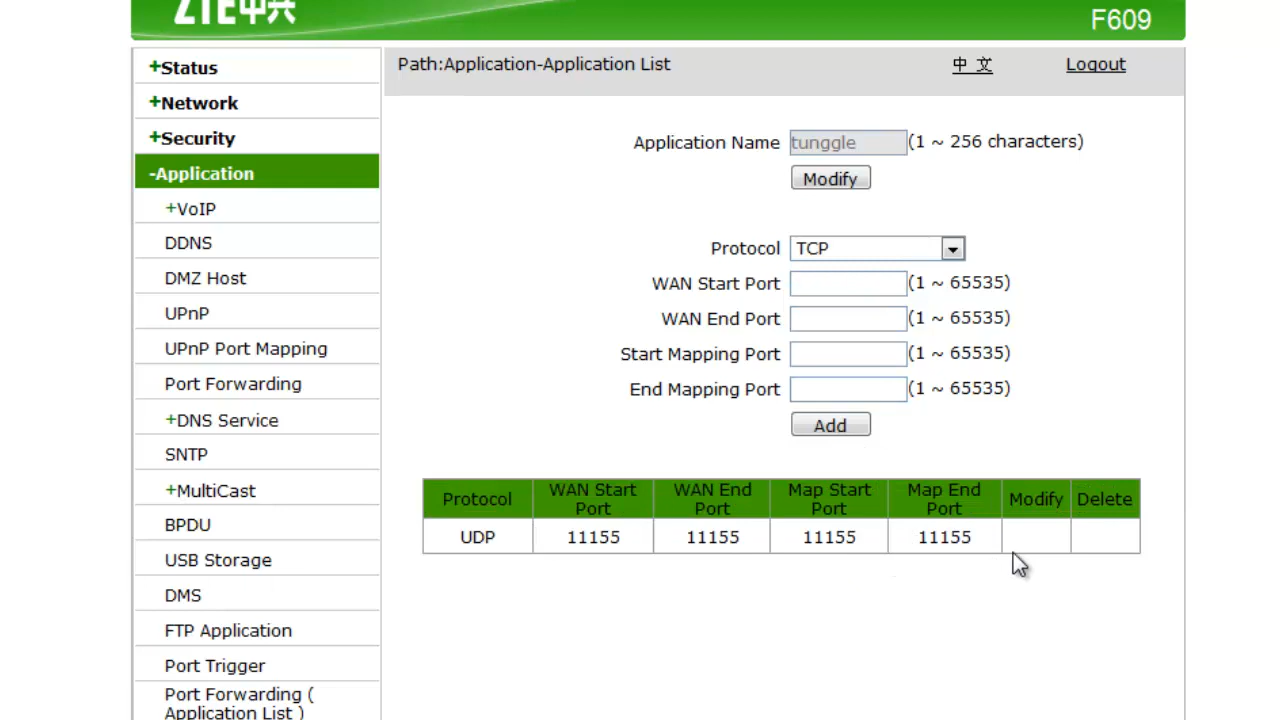 ZTE中兴
F609
+Status
+Network
+Security
-Application
+VoIP
DDNS
DMZ Host
UPnP
UPnP Port Mapping
Port Forwarding
+DNS Service
SNTP
+MultiCast
BPDU
USB Storage
DMS
FTP Application
Port Trigger
Port Forwarding (
Application List )
Path:Application-Application List
中 文
Logout
Application Name tunggle (1 ~ 256 characters)
Modify
Protocol TCP
WAN Start Port (1 ~ 65535)
WAN End Port (1 ~ 65535)
Start Mapping Port (1 ~ 65535)
End Mapping Port (1 ~ 65535)
Add
Protocol WAN Start Port WAN End Port Map Start Port Map End Port Modify Delete
UDP 11155 11155 11155 11155